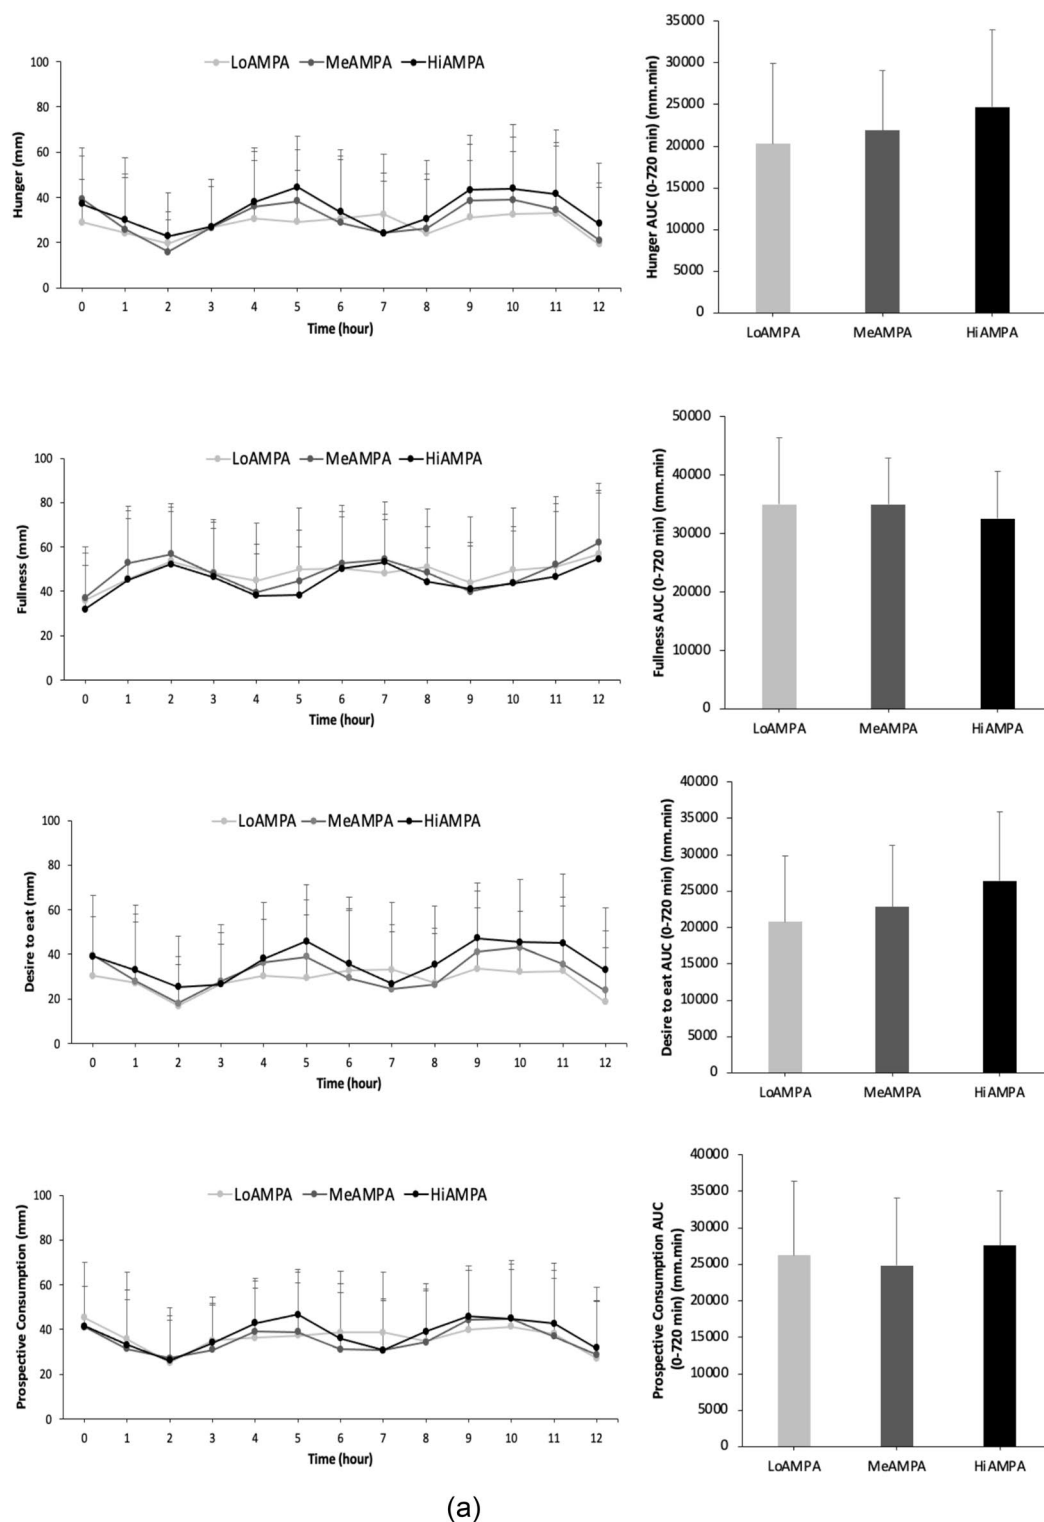 LoAMPA MeAMPA HiAMPA
100
80
60
40
20
0
Hunger (mm)
0 1 2 3 4 5 6 7 8 9 10 11 12
Time (hour)
35000
30000
25000
20000
15000
10000
5000
0
Hunger AUC (0-720 min) (mm.min)
LoAMPA MeAMPA HiAMPA
LoAMPA MeAMPA HiAMPA
100
80
60
40
20
0
Fullness (mm)
0 1 2 3 4 5 6 7 8 9 10 11 12
Time (hour)
50000
40000
30000
20000
10000
0
Fullness AUC (0-720 min) (mm.min)
LoAMPA MeAMPA HiAMPA
LoAMPA MeAMPA HiAMPA
100
80
60
40
20
0
Desire to eat (mm)
0 1 2 3 4 5 6 7 8 9 10 11 12
Time (hour)
40000
35000
30000
25000
20000
15000
10000
5000
0
Desire to eat AUC (0-720 min) (mm.min)
LoAMPA MeAMPA HiAMPA
LoAMPA MeAMPA HiAMPA
100
80
60
40
20
0
Prospective Consumption (mm)
0 1 2 3 4 5 6 7 8 9 10 11 12
Time (hour)
40000
35000
30000
25000
20000
15000
10000
5000
0
Prospective Consumption AUC
(0-720 min) (mm.min)
LoAMPA MeAMPA HiAMPA
(a)